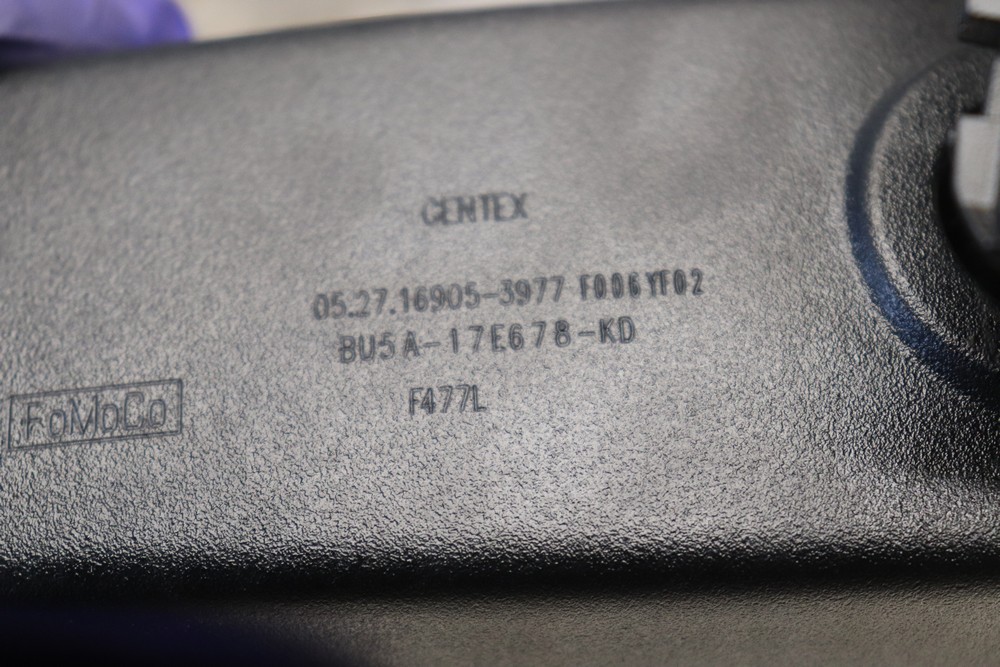 GENTEX
05.27.16905-3977 F006YF02
BU5A-17E678-KD
F477L
FoMoCo